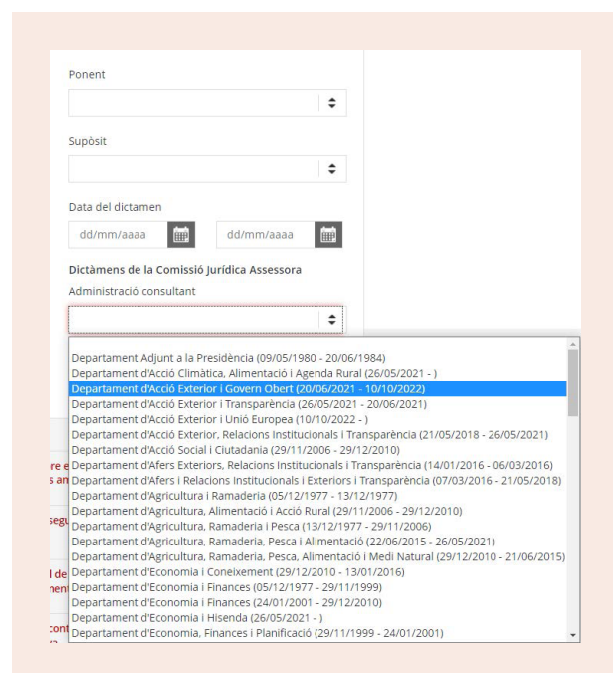 Ponent
Supòsit
Data del dictamen
dd/mm/aaaa dd/mm/aaaa
Dictàmens de la Comissió Jurídica Assessora
Administració consultant
Departament Adjunt a la Presidència (09/05/1980 - 20/06/1984)
Departament d'Acció Climàtica, Alimentació i Agenda Rural (26/05/2021 - )
Departament d'Acció Exterior i Govern Obert (20/06/2021 - 10/10/2022)
Departament d'Acció Exterior i Transparència (26/05/2021 - 20/06/2021)
Departament d'Acció Exterior i Unió Europea (10/10/2022 - )
Departament d'Acció Exterior, Relacions Institucionals i Transparència (21/05/2018 - 26/05/2021)
Departament d'Acció Social i Ciutadania (29/11/2006 - 29/12/2010)
Departament d'Afers Exteriors, Relacions Institucionals i Transparència (14/01/2016 - 06/03/2016)
Departament d'Afers i Relacions Institucionals i Exteriors i Transparència (07/03/2016 - 21/05/2018)
Departament d'Agricultura i Ramaderia (05/12/1977 - 13/12/1977)
Departament d'Agricultura, Alimentació i Acció Rural (29/11/2006 - 29/12/2010)
Departament d'Agricultura, Ramaderia i Pesca (13/12/1977 - 29/11/2006)
Departament d'Agricultura, Ramaderia, Pesca i Alimentació (22/06/2015 - 26/05/2021)
Departament d'Agricultura, Ramaderia, Pesca, Alimentació i Medi Natural (29/12/2010 - 21/06/2015)
Departament d'Economia i Coneixement (29/12/2010 - 13/01/2016)
Departament d'Economia i Finances (05/12/1977 - 29/11/1999)
Departament d'Economia i Finances (24/01/2001 - 29/12/2010)
Departament d'Economia i Hisenda (26/05/2021 - )
Departament d'Economia, Finances i Planificació (29/11/1999 - 24/01/2001)